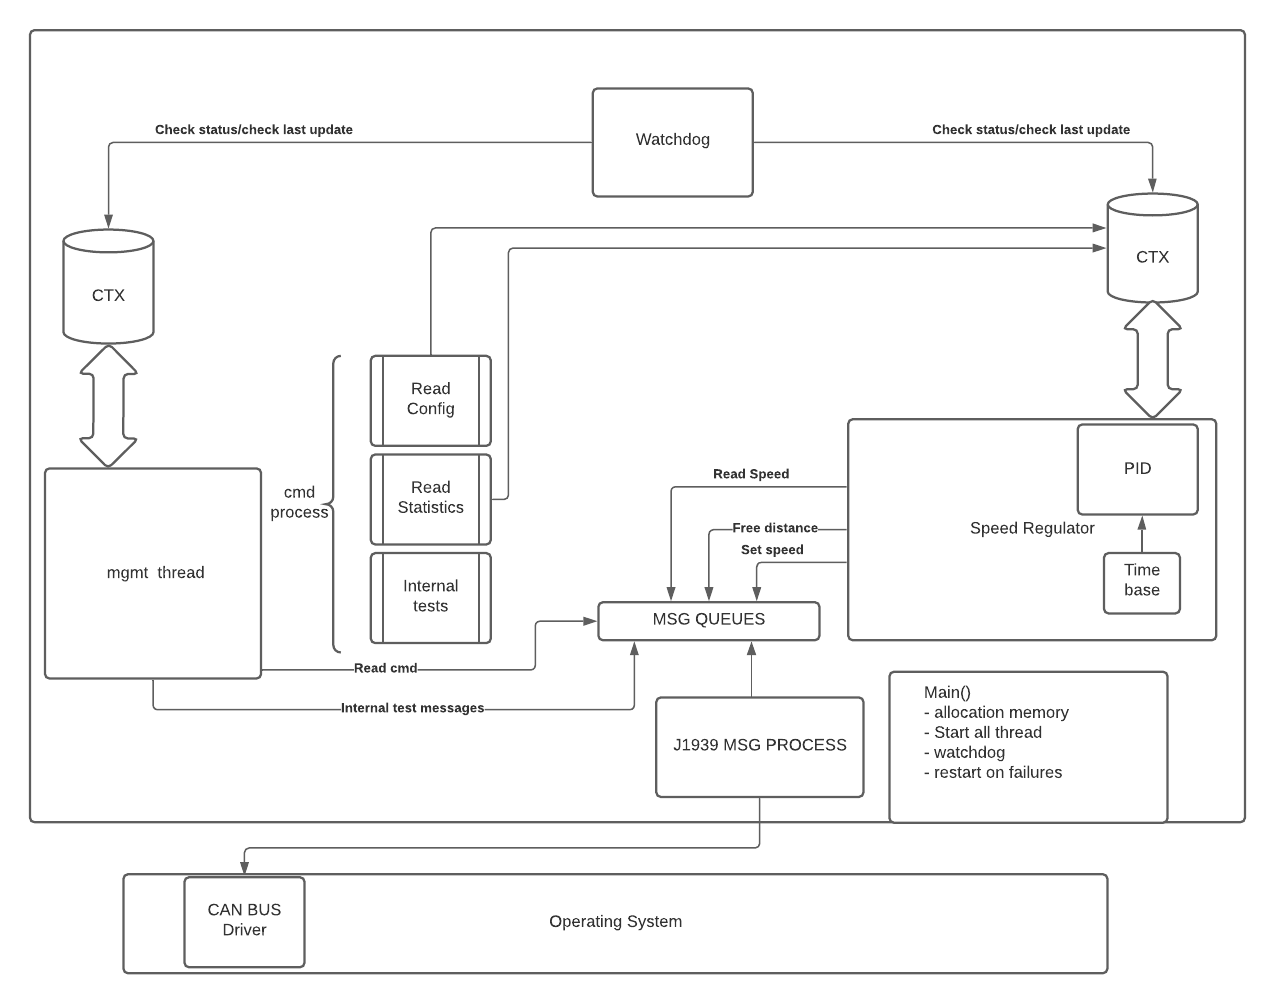 Check status/check last update
Check status/check last update
Watchdog
CTX
CTX
Read
Config
cmd
process
Read
Statistics
Internal
tests
mgmt thread
Read Speed
Free distance
Set speed
PID
Speed Regulator
Time
base
MSG QUEUES
Read cmd
Internal test messages
J1939 MSG PROCESS
Main()
- allocation memory
- Start all thread
- watchdog
- restart on failures
CAN BUS
Driver
Operating System